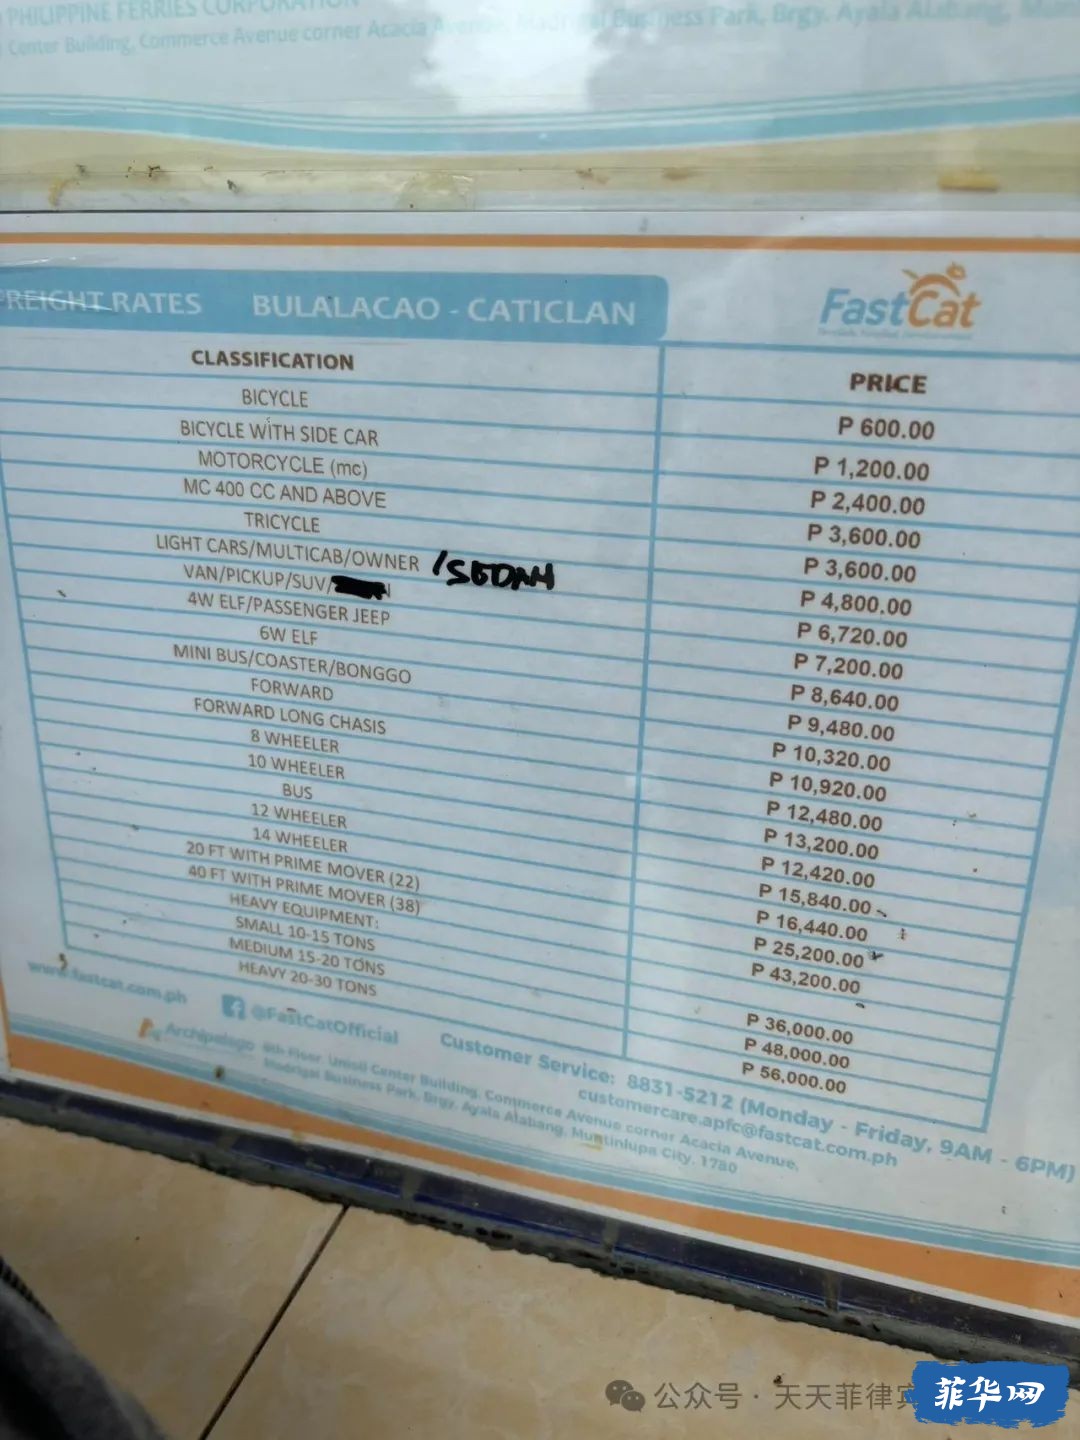 PHILIPPINE FERRIES CORPORATION
Center Building, Commerce Avenue corner Acacia Avenue, Madrigal Business Park, Brgy. Ayala Alabang,
FREIGHT RATES BULALACAO - CATICLAN
FastCat
CLASSIFICATION PRICE
BICYCLE P 600.00
BICYCLE WITH SIDE CAR P 1,200.00
MOTORCYCLE (mc) P 2,400.00
MC 400 CC AND ABOVE P 3,600.00
TRICYCLE P 3,600.00
LIGHT CARS/MULTICAB/OWNER /SEDAN P 4,800.00
VAN/PICKUP/SUV/ P 6,720.00
4W ELF/PASSENGER JEEP P 7,200.00
6W ELF P 8,640.00
MINI BUS/COASTER/BONGGO P 9,480.00
FORWARD P 10,320.00
FORWARD LONG CHASIS P 10,920.00
8 WHEELER P 12,480.00
10 WHEELER P 13,200.00
BUS P 12,420.00
12 WHEELER P 15,840.00
14 WHEELER P 16,440.00
20 FT WITH PRIME MOVER (22) P 25,200.00
40 FT WITH PRIME MOVER (38) P 43,200.00
HEAVY EQUIPMENT:
SMALL 10-15 TONS P 36,000.00
MEDIUM 15-20 TONS P 48,000.00
HEAVY 20-30 TONS P 56,000.00
www.fastcat.com.ph @FastCatOfficial Customer Service: 8831-5212 (Monday - Friday, 9AM - 6PM)
customercare.apfc@fastcat.com.ph
Archipelago 6th Floor Unioil Center Building, Commerce Avenue corner Acacia Avenue,
Madrigal Business Park, Brgy. Ayala Alabang, Muntinlupa City, 1780
公众号 · 天天菲律宾
菲华网